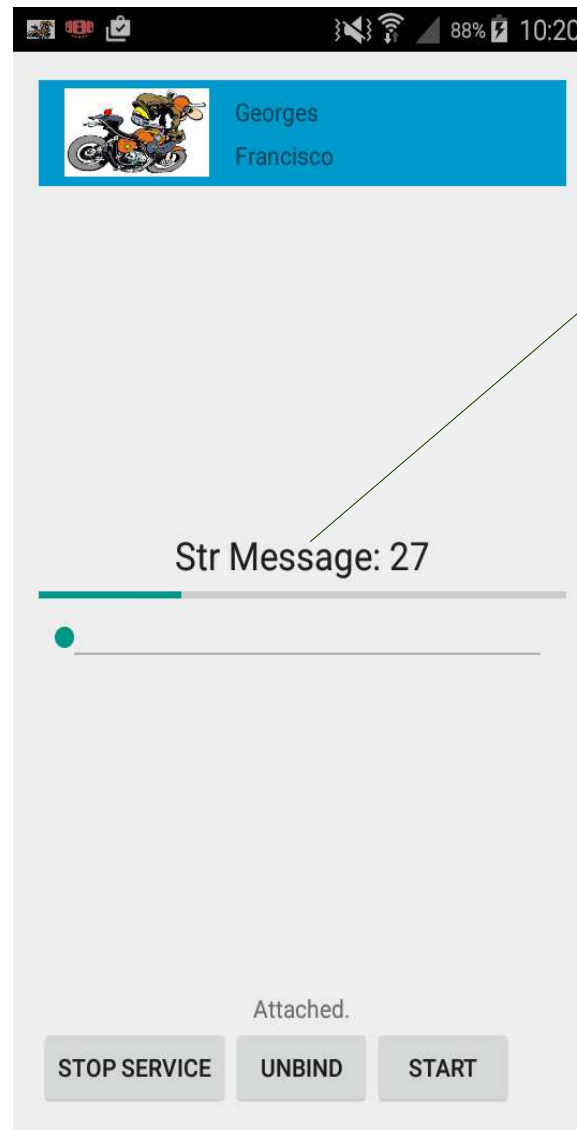 88% 10:20
Georges
Francisco
Str Message: 27
Attached.
STOP SERVICE UNBIND START